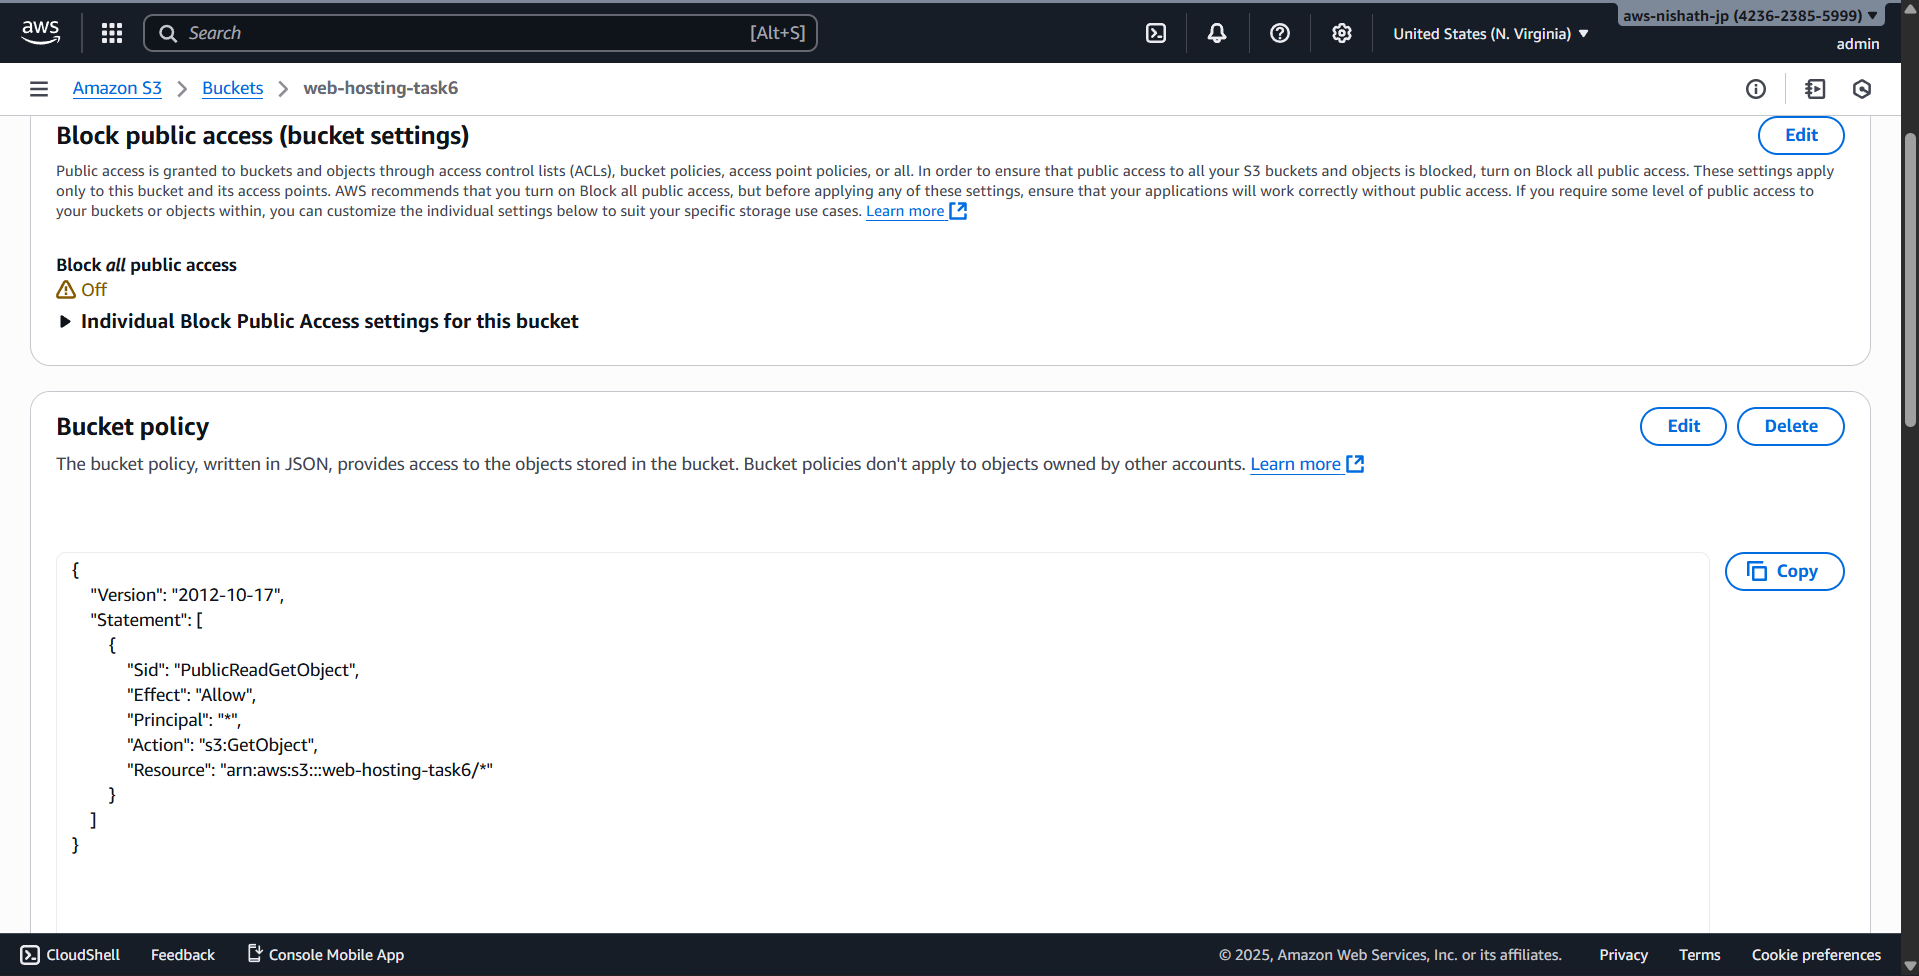 aws
Search
[Alt+S]
United States (N. Virginia)
aws-nishath-jp (4236-2385-5999)
admin
Amazon S3
Buckets
web-hosting-task6
Block public access (bucket settings)
Edit
Public access is granted to buckets and objects through access control lists (ACLs), bucket policies, access point policies, or all. In order to ensure that public access to all your S3 buckets and objects is blocked, turn on Block all public access. These settings apply
only to this bucket and its access points. AWS recommends that you turn on Block all public access, but before applying any of these settings, ensure that your applications will work correctly without public access. If you require some level of public access to
your buckets or objects within, you can customize the individual settings below to suit your specific storage use cases. Learn more
Block all public access
Off
Individual Block Public Access settings for this bucket
Bucket policy
Edit
Delete
The bucket policy, written in JSON, provides access to the objects stored in the bucket. Bucket policies don't apply to objects owned by other accounts. Learn more
Copy
{
"Version": "2012-10-17",
"Statement": [
{
"Sid": "PublicReadGetObject",
"Effect": "Allow",
"Principal": "*",
"Action": "s3:GetObject",
"Resource": "arn:aws:s3:::web-hosting-task6/*"
}
]
}
CloudShell
Feedback
Console Mobile App
© 2025, Amazon Web Services, Inc. or its affiliates.
Privacy
Terms
Cookie preferences